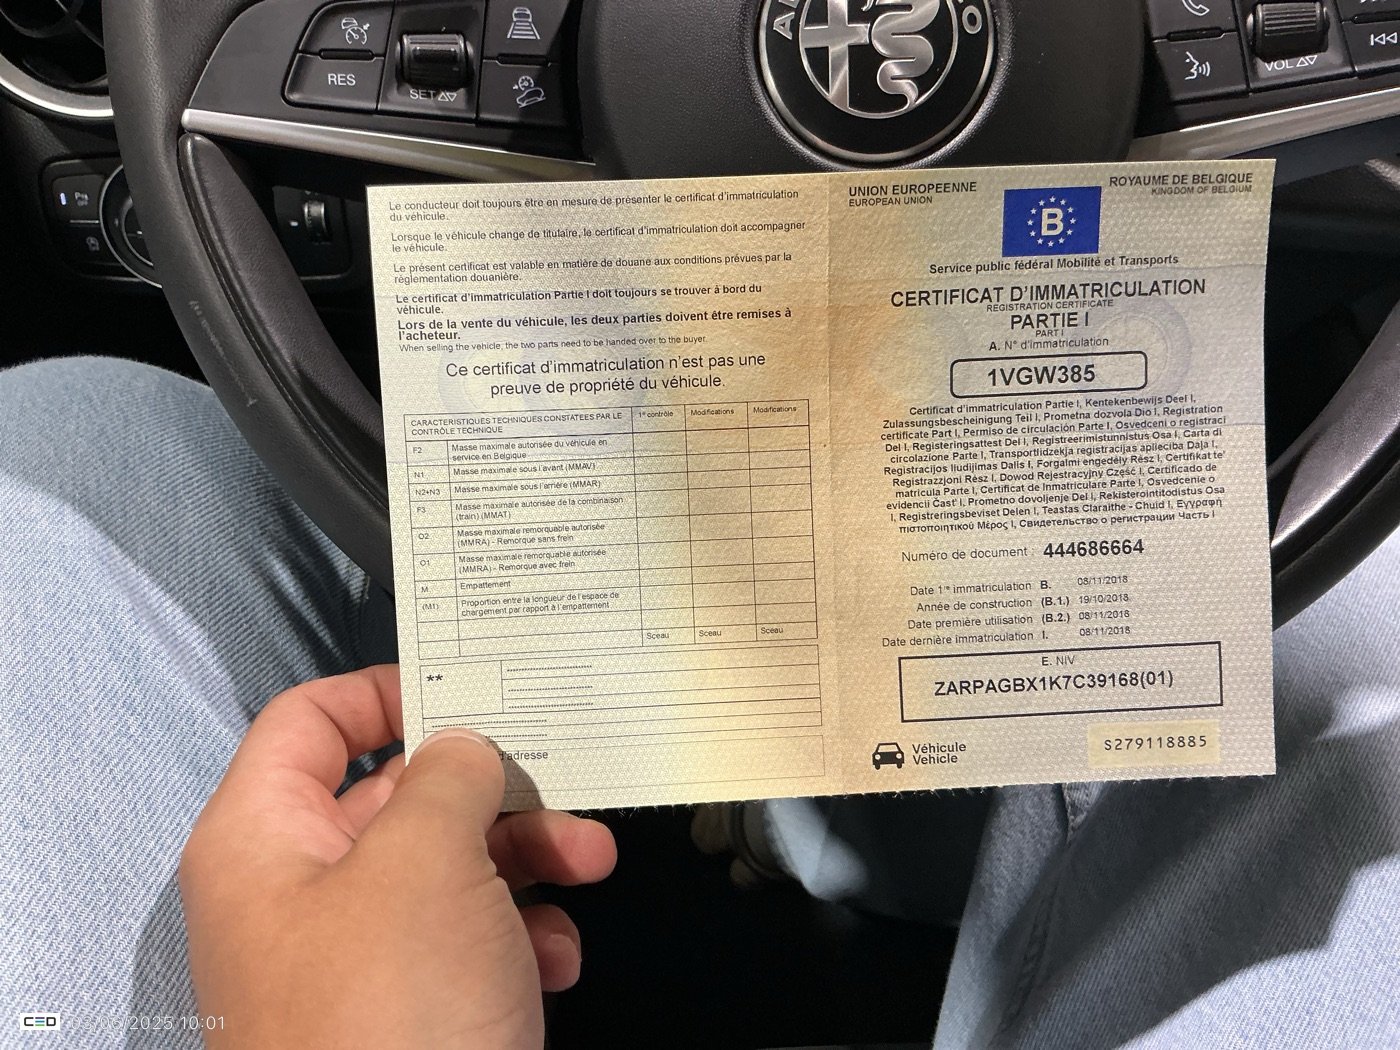 RES
SET
VOL
Le conducteur doit toujours être en mesure de présenter le certificat d'immatriculation
du véhicule.
Lorsque le véhicule change de titulaire, le certificat d'immatriculation doit accompagner
le véhicule.
Le présent certificat est valable en matière de douane aux conditions prévues par la
règlementation douanière.
Le certificat d'immatriculation Partie I doit toujours se trouver à bord du
véhicule.
Lors de la vente du véhicule, les deux parties doivent être remises à
l'acheteur.
When selling the vehicle, the two parts need to be handed over to the buyer.
Ce certificat d'immatriculation n'est pas une
preuve de propriété du véhicule.
CARACTERISTIQUES TECHNIQUES CONSTATEES PAR LE
CONTRÔLE TECHNIQUE
1er contrôle
Modifications
Modifications
F2
Masse maximale autorisée du véhicule en
service en Belgique
N1
Masse maximale sous l'avant (MMAV)
N2+N3
Masse maximale sous l'arrière (MMAR)
F3
Masse maximale autorisée de la combinaison
(train) (MMAT)
O2
Masse maximale remorquable autorisée
(MMRA) - Remorque sans frein
O1
Masse maximale remorquable autorisée
(MMRA) - Remorque avec frein
M
Empattement
(M1)
Proportion entre la longueur de l'espace de
chargement par rapport à l'empattement
Sceau
Sceau
Sceau
**
d'adresse
UNION EUROPEENNE
EUROPEAN UNION
ROYAUME DE BELGIQUE
KINGDOM OF BELGIUM
B
Service public fédéral Mobilité et Transports
CERTIFICAT D'IMMATRICULATION
REGISTRATION CERTIFICATE
PARTIE I
PART I
A. N° d'immatriculation
1VGW385
Certificat d'immatriculation Partie I, Kentekenbewijs Deel I,
Zulassungsbescheinigung Teil I, Prometna dozvola Dio I, Registration
certificate Part I, Permiso de circulación Parte I, Osvedceni o registraci
Del I, Registeringsattest Del I, Registreerimistunnistus Osa I, Carta di
circolazione Parte I, Transportlidzekja registracijas aplieciba Daļa I,
Registracijos liudijimas Dalis I, Forgalmi engedély Rész I, Certifikat te'
Registrazzjoni Rész I, Dowod Rejestracyjny Część I, Certificado de
matricula Parte I, Certificat de Inmatriculare Parte I, Osvedcenie o
evidencii Časť I, Prometno dovoljenje Del I, Rekisterointitodistus Osa
I, Registreringsbeviset Delen I, Teastas Claraithe - Chuid I, Εγγραφή
πιστοποιητικού Μέρος I, Свидетельство о регистрации Часть I
Numéro de document : 444686664
Date 1re immatriculation B. 08/11/2018
Année de construction (B.1.) 19/10/2018
Date première utilisation (B.2.) 08/11/2018
Date dernière immatriculation I. 08/11/2018
E. NIV
ZARPAGBX1K7C39168(01)
Véhicule
Vehicle
S279118885
CED
10:01